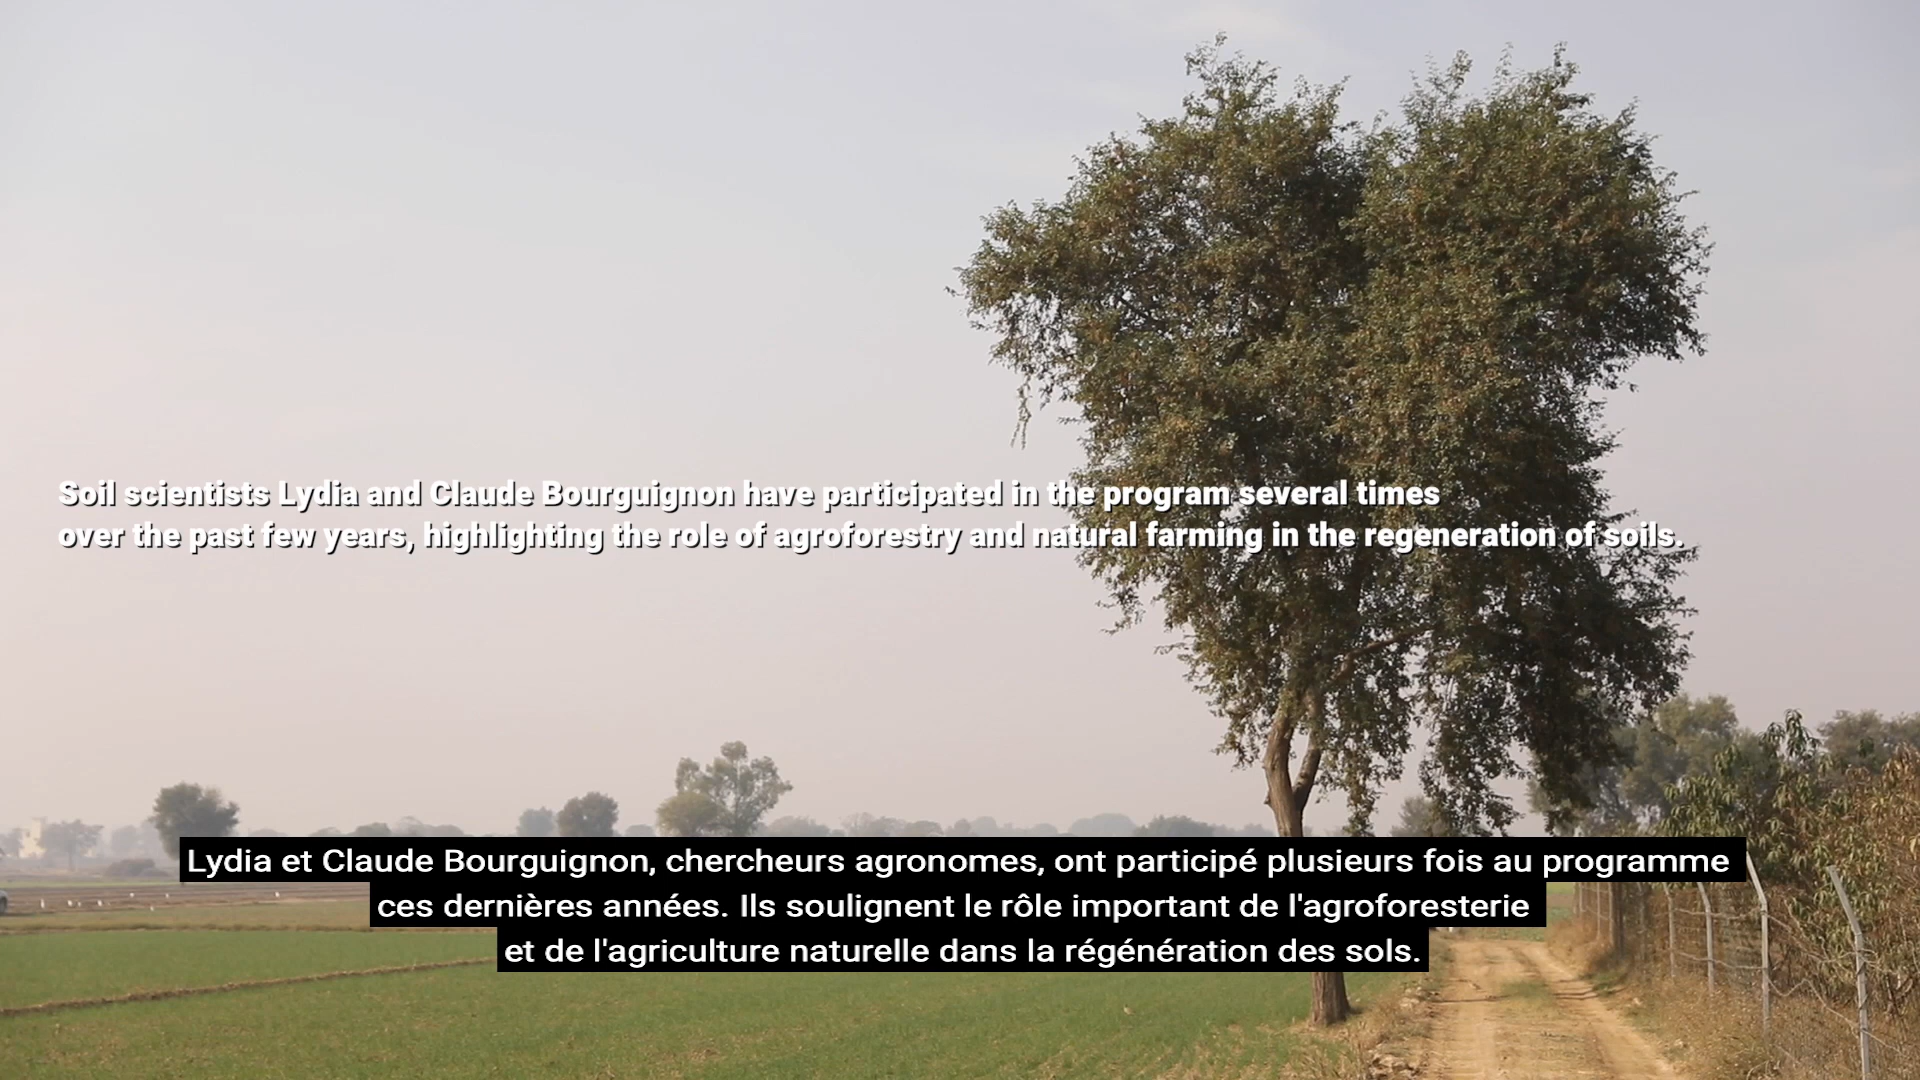 Soil scientists Lydia and Claude Bourguignon have participated in the program several times
over the past few years, highlighting the role of agroforestry and natural farming in the regeneration of soils.
Lydia et Claude Bourguignon, chercheurs agronomes, ont participé plusieurs fois au programme
ces dernières années. Ils soulignent le rôle important de l'agroforesterie
et de l'agriculture naturelle dans la régénération des sols.